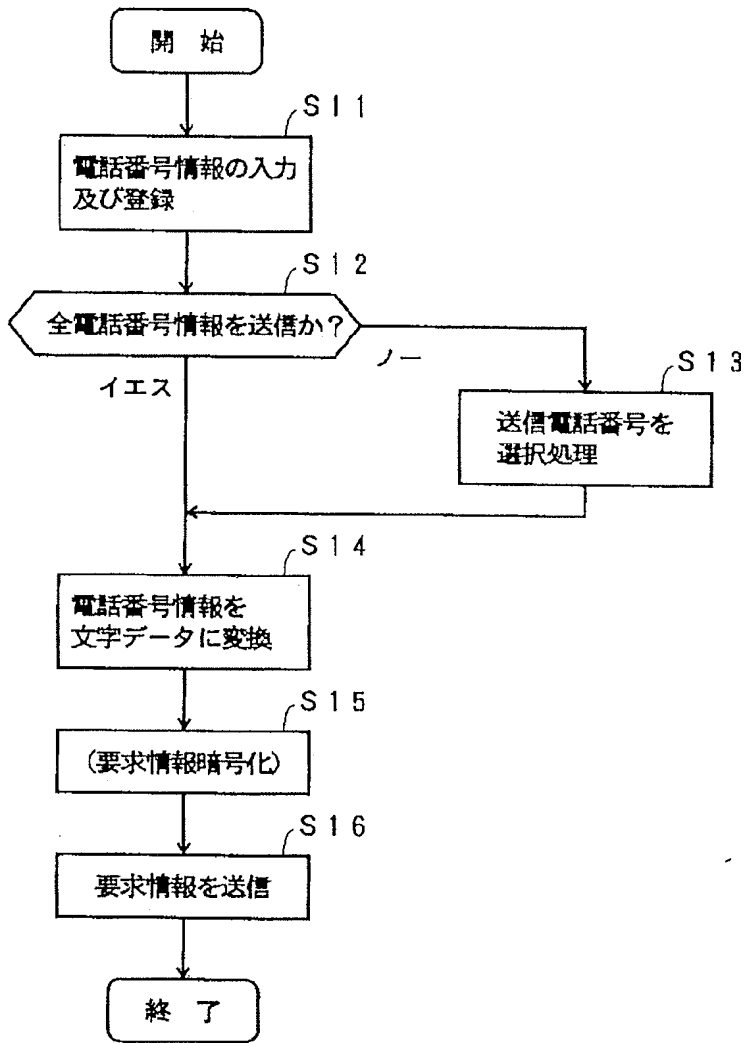 開 始
S11
電話番号情報の入力
及び登録
S12
全電話番号情報を送信か?
ノー
イエス
S13
送信電話番号を
選択処理
S14
電話番号情報を
文字データに変換
S15
(要求情報暗号化)
S16
要求情報を送信
終 了